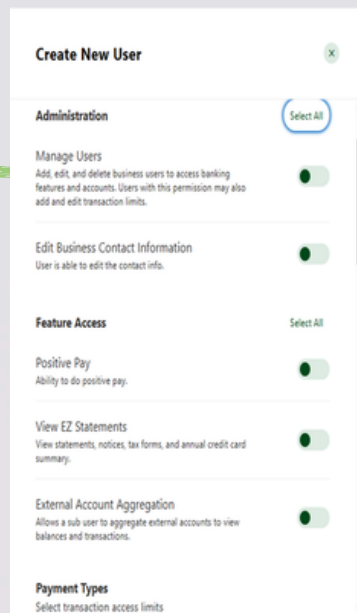 Create New User
x
Administration
Select All
Manage Users
Add, edit, and delete business users to access banking
features and accounts. Users with this permission may also
add and edit transaction limits.
Edit Business Contact Information
User is able to edit the contact info.
Feature Access
Select All
Positive Pay
Ability to do positive pay.
View EZ Statements
View statements, notices, tax forms, and annual credit card
summary.
External Account Aggregation
Allows a sub user to aggregate external accounts to view
balances and transactions.
Payment Types
Select transaction access limits